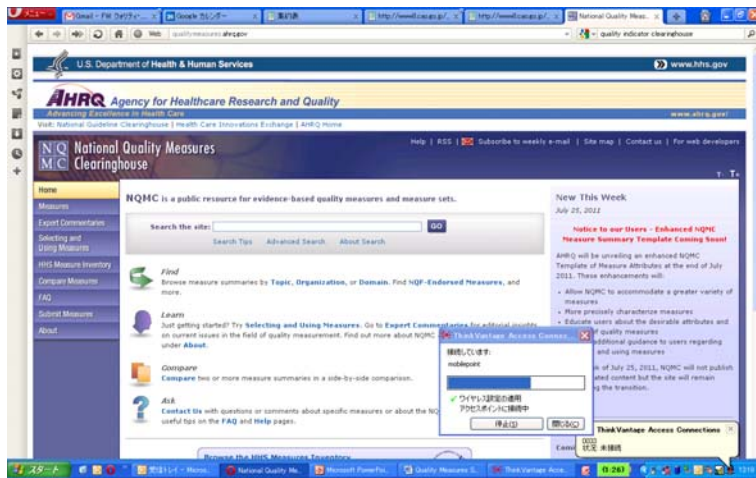 Gmail - FW
Google カレンダー
National Quality Meas...
Web
qualitymeasures.ahrq.gov
quality indicator clearinghouse
U.S. Department of Health & Human Services
www.hhs.gov
AHRQ Agency for Healthcare Research and Quality
Advancing Excellence in Health Care
www.ahrq.gov
Visit: National Guideline Clearinghouse | Health Care Innovations Exchange | AHRQ Home
Help | RSS | Subscribe to weekly e-mail | Site map | Contact us | For web developers
NQMC National Quality Measures Clearinghouse
T- T+
Home
Measures
Expert Commentaries
Selecting and Using Measures
HHS Measure Inventory
Compare Measures
FAQ
Submit Measures
About
NQMC is a public resource for evidence-based quality measures and measure sets.
Search the site:
GO
Search Tips Advanced Search About Search
Find
Browse measure summaries by Topic, Organization, or Domain. Find NQF-Endorsed Measures, and
more.
Learn
Just getting started? Try Selecting and Using Measures. Go to Expert Commentaries for editorial insights
on current issues in the field of quality measurement. Find out more about NQMC
under About.
Compare
Compare two or more measure summaries in a side-by-side comparison.
Ask
Contact Us with questions or comments about specific measures or about the NQ
useful tips on the FAQ and Help pages.
Browse the HHS Measures Inventory
New This Week
July 25, 2011
Notice to our Users - Enhanced NQMC
Measure Summary Template Coming Soon!
AHRQ will be unveiling an enhanced NQMC
Template of Measure Attributes at the end of July
2011. These enhancements will:
Allow NQMC to accommodate a greater variety of
measures
More precisely characterize measures
Educate users about the desirable attributes and
of quality measures
additional guidance to users regarding
and using measures
of July 25, 2011, NQMC will not publish
ated content but the site will remain
ng the transition.
ThinkVantage Access Connec...
接続しています:
mobilepoint
ワイヤレス設定の適用
アクセスポイントに接続中
停止(S)
閉じる(C)
ThinkVantage Access Connections
状況: 未接続
スタート
National Quality Me...
Microsoft PowerPoi...
Quality Measures S...
ThinkVantage Acce...